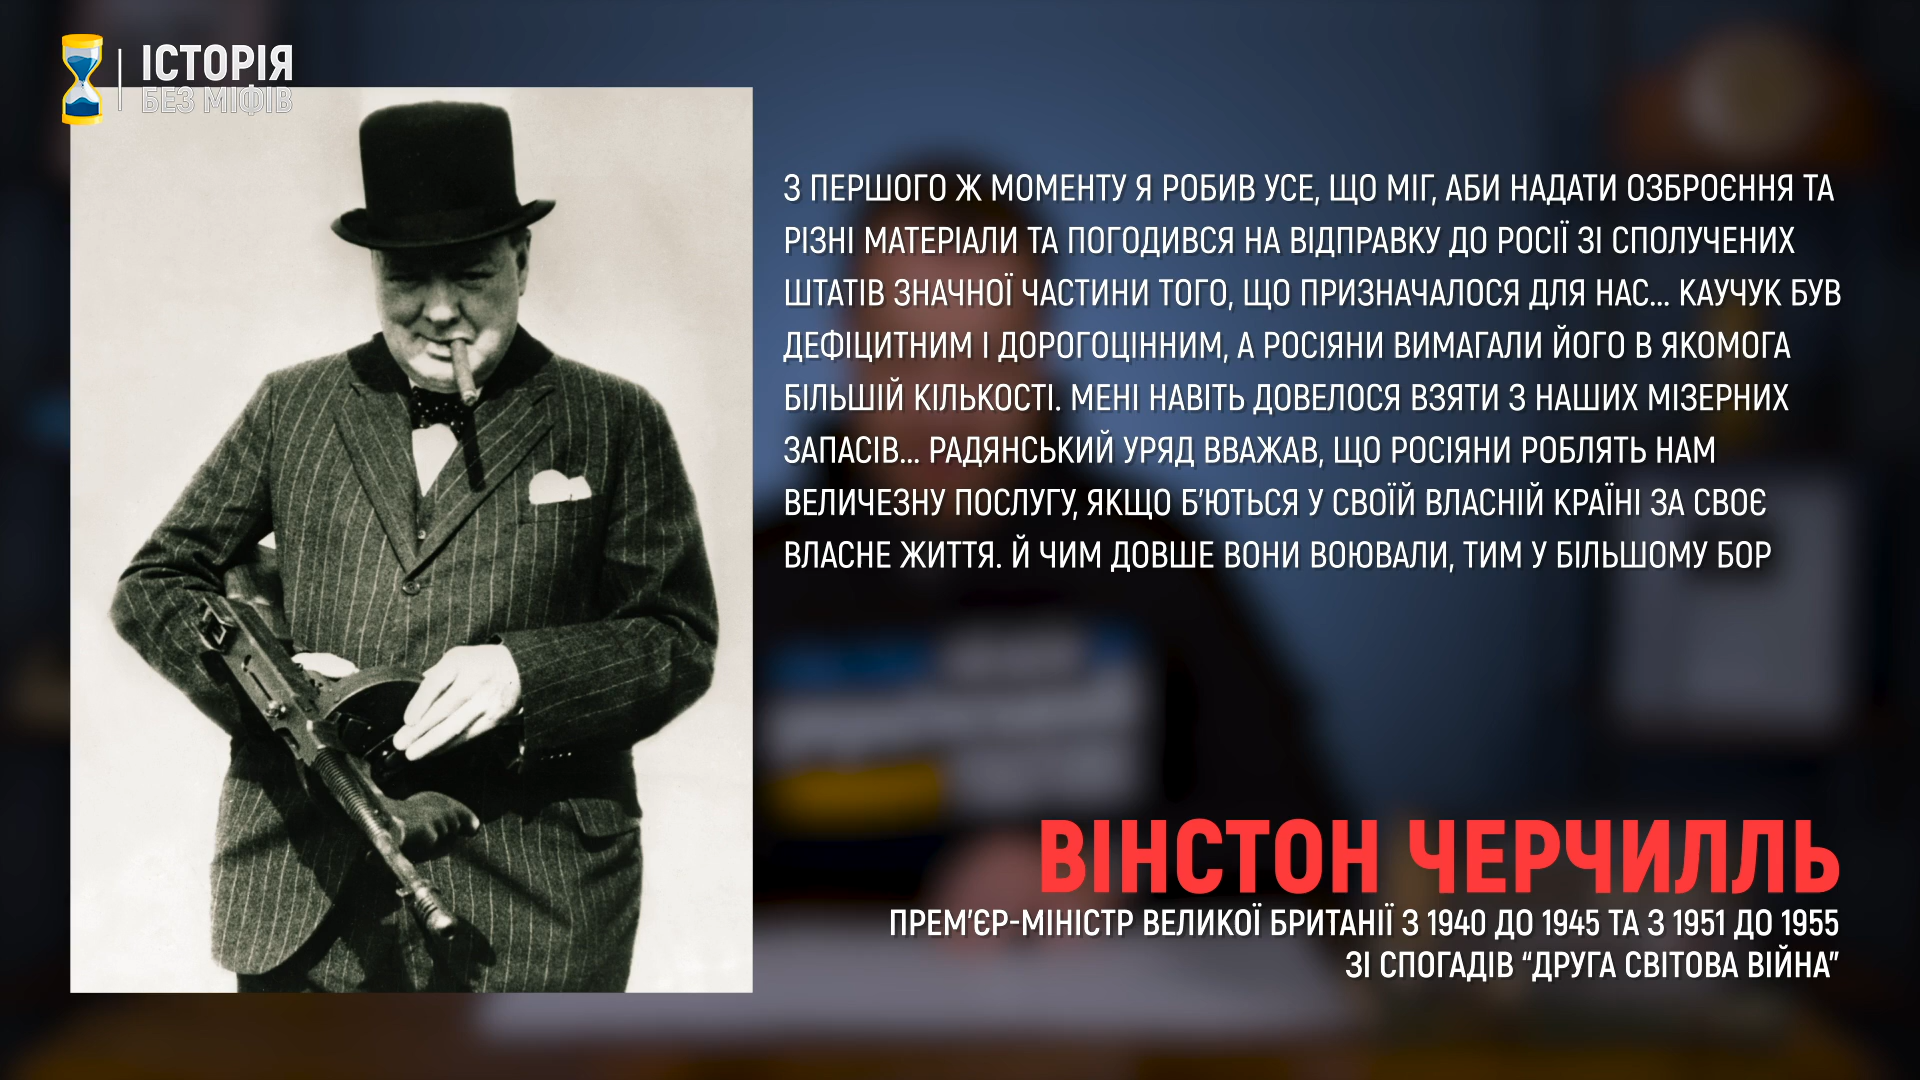 ІСТОРІЯ
БЕЗ МІФІВ
З ПЕРШОГО Ж МОМЕНТУ Я РОБИВ УСЕ, ЩО МІГ, АБИ НАДАТИ ОЗБРОЄННЯ ТА
РІЗНІ МАТЕРІАЛИ ТА ПОГОДИВСЯ НА ВІДПРАВКУ ДО РОСІЇ ЗІ СПОЛУЧЕНИХ
ШТАТІВ ЗНАЧНОЇ ЧАСТИНИ ТОГО, ЩО ПРИЗНАЧАЛОСЯ ДЛЯ НАС... КАУЧУК БУВ
ДЕФІЦИТНИМ І ДОРОГОЦІННИМ, А РОСІЯНИ ВИМАГАЛИ ЙОГО В ЯКОМОГА
БІЛЬШІЙ КІЛЬКОСТІ. МЕНІ НАВІТЬ ДОВЕЛОСЯ ВЗЯТИ З НАШИХ МІЗЕРНИХ
ЗАПАСІВ... РАДЯНСЬКИЙ УРЯД ВВАЖАВ, ЩО РОСІЯНИ РОБЛЯТЬ НАМ
ВЕЛИЧЕЗНУ ПОСЛУГУ, ЯКЩО Б'ЮТЬСЯ У СВОЇЙ ВЛАСНІЙ КРАЇНІ ЗА СВОЄ
ВЛАСНЕ ЖИТТЯ. Й ЧИМ ДОВШЕ ВОНИ ВОЮВАЛИ, ТИМ У БІЛЬШОМУ БОР
ВІНСТОН ЧЕРЧИЛЛЬ
ПРЕМ'ЄР-МІНІСТР ВЕЛИКОЇ БРИТАНІЇ З 1940 ДО 1945 ТА З 1951 ДО 1955
ЗІ СПОГАДІВ “ДРУГА СВІТОВА ВІЙНА”